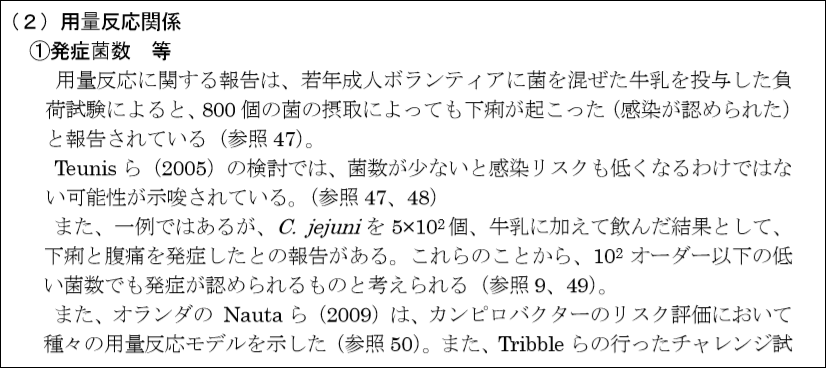 （２）用量反応関係
①発症菌数　等
用量反応に関する報告は、若年成人ボランティアに菌を混ぜた牛乳を投与した負
荷試験によると、800 個の菌の摂取によっても下痢が起こった（感染が認められた）
と報告されている（参照 47）。
Teunis ら（2005）の検討では、菌数が少ないと感染リスクも低くなるわけではな
い可能性が示唆されている。（参照 47、48）
また、一例ではあるが、C. jejuni を 5×10² 個、牛乳に加えて飲んだ結果として、
下痢と腹痛を発症したとの報告がある。これらのことから、10² オーダー以下の低
い菌数でも発症が認められるものと考えられる（参照 9、49）。
また、オランダの Nauta ら（2009）は、カンピロバクターのリスク評価において
種々の用量反応モデルを示した（参照 50）。また、Tribble らの行ったチャレンジ試